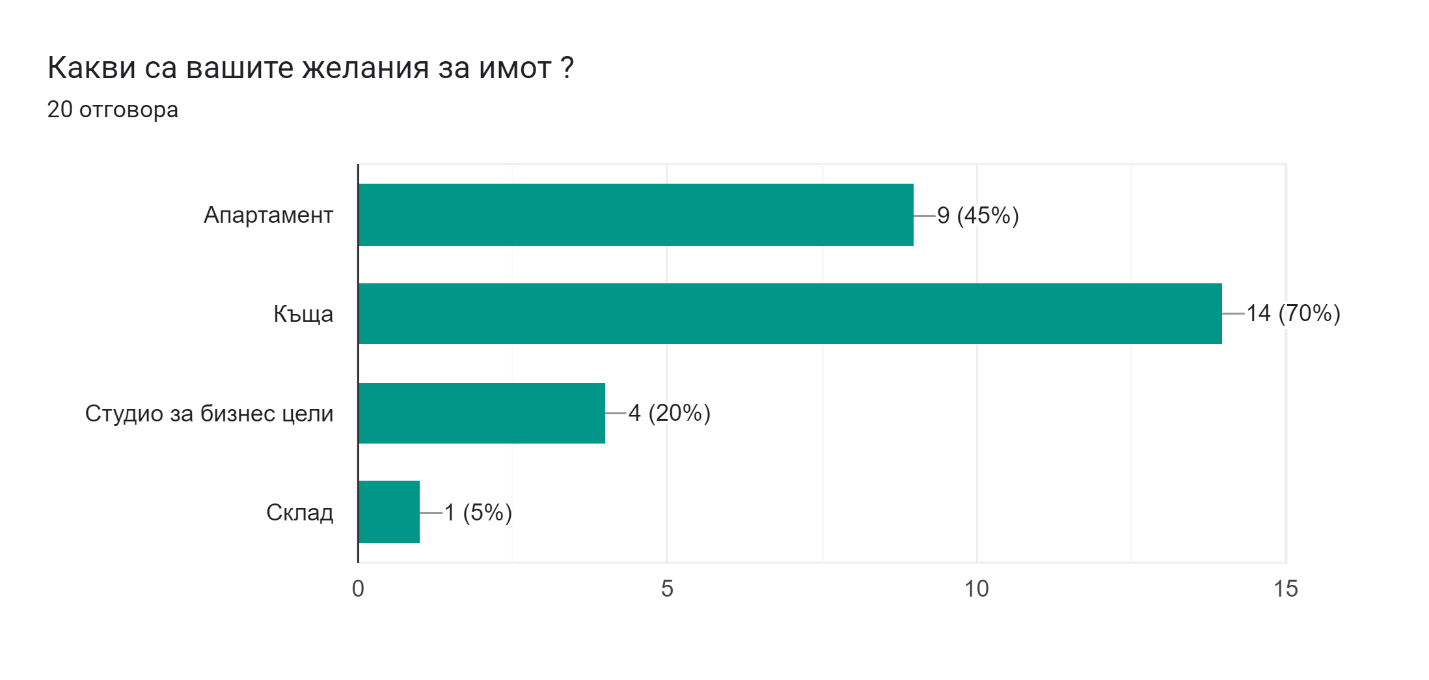 Какви са вашите желания за имот ?
20 отговора
Апартамент 9 (45%)
Къща 14 (70%)
Студио за бизнес цели 4 (20%)
Склад 1 (5%)
0 5 10 15